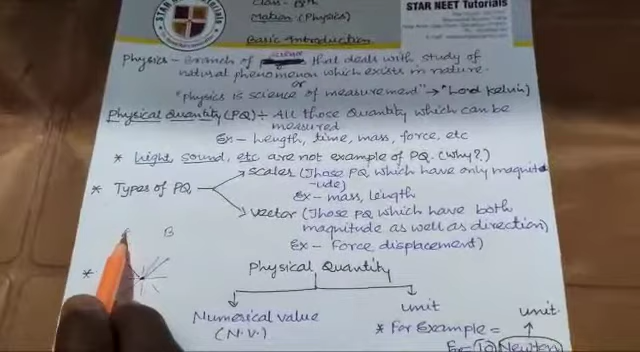 STAR NEET Tutorials
Class - 9th
Motion (Physics)
Basic Introduction
Physics - Branch of science that deals with study of
natural phenomenon which exists in nature.
or
"Physics is science of measurement" → "Lord Kelvin"
Physical Quantity (PQ) ÷ All those Quantity which can be
measured
Ex - Length, time, mass, force, etc
* Light, sound, etc are not example of PQ. (Why?)
* Types of PQ
scaler (Those PQ which have only magnit
-ude)
Ex - mass, length
vector (Those PQ which have both
magnitude as well as direction)
Ex - Force displacement)
B
*
Physical Quantity
Numerical value
(N.V.)
unit
* For Example =
unit
F = 10 Newton